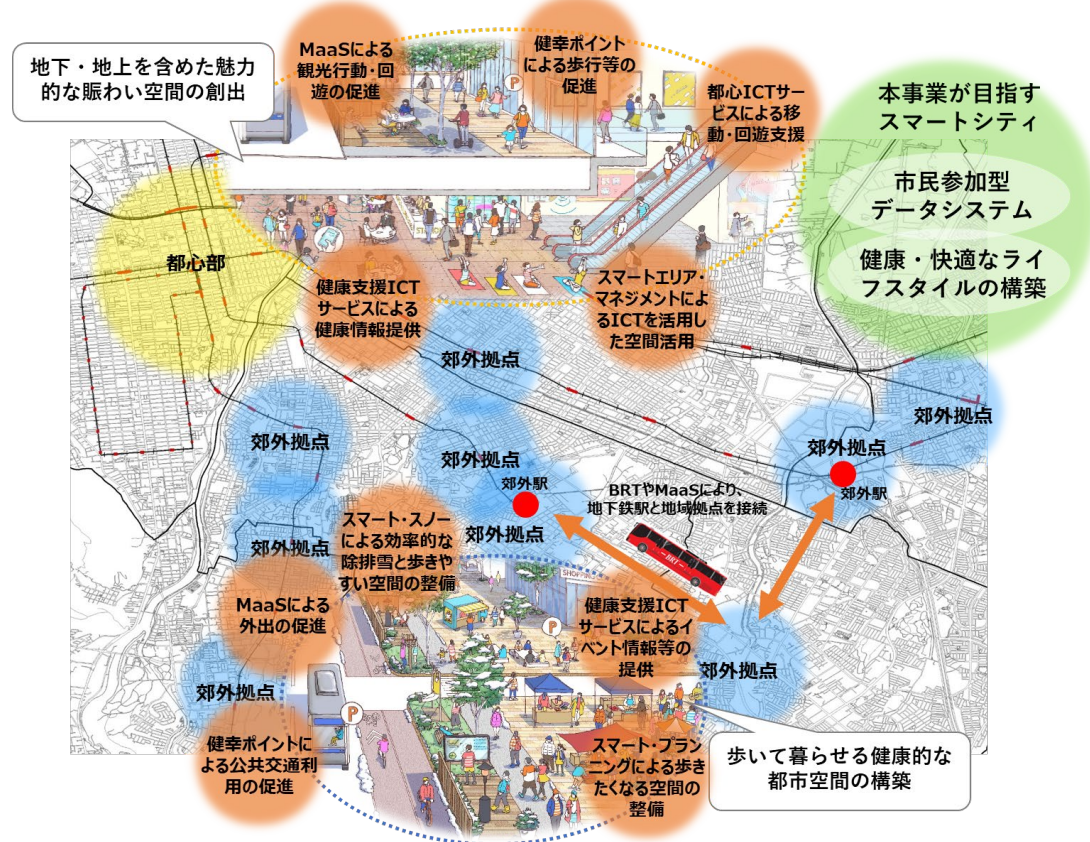 地下・地上を含めた魅力
的な賑わい空間の創出
MaaSによる
観光行動・回
遊の促進
健幸ポイント
による歩行等の
促進
都心ICTサー
ビスによる移
動・回遊支援
本事業が目指す
スマートシティ
市民参加型
データシステム
健康・快適なライ
フスタイルの構築
P
都心部
健康支援ICT
サービスによる
健康情報提供
スマートエリア・
マネジメントによ
るICTを活用し
た空間活用
郊外拠点
郊外拠点
郊外拠点
郊外拠点
郊外拠点
郊外駅
郊外駅
郊外拠点
BRTやMaaSにより、
地下鉄駅と地域拠点を接続
BRT
スマート・スノー
による効率的な
除排雪と歩きや
すい空間の整備
郊外拠点
SHOPPING
MaaSによる
外出の促進
健康支援ICT
サービスによるイ
ベント情報等の
提供
P
郊外拠点
郊外拠点
P
健幸ポイントに
よる公共交通利
用の促進
スマート・プラン
ニングによる歩き
たくなる空間の
整備
歩いて暮らせる健康的な
都市空間の構築